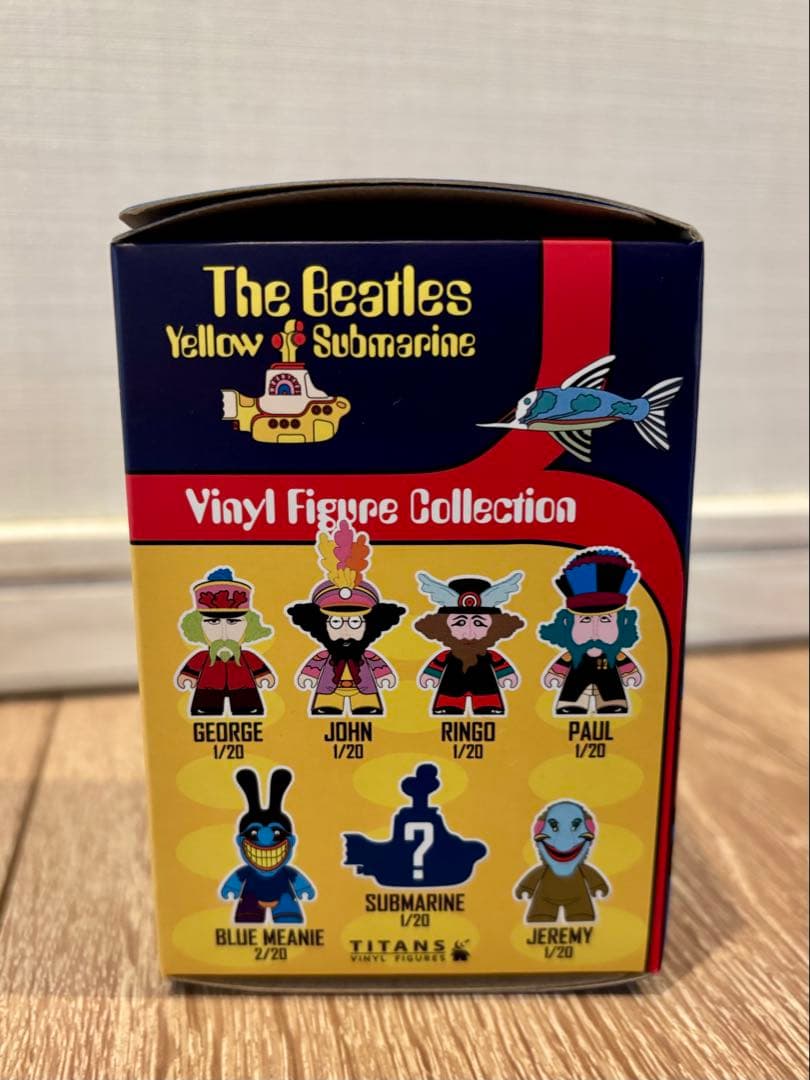 The Beatles
Yellow Submarine
Vinyl Figure Collection
GEORGE
1/20
JOHN
1/20
RINGO
1/20
PAUL
1/20
?
BLUE MEANIE
2/20
SUBMARINE
1/20
JEREMY
1/20
TITANS
VINYL FIGURES